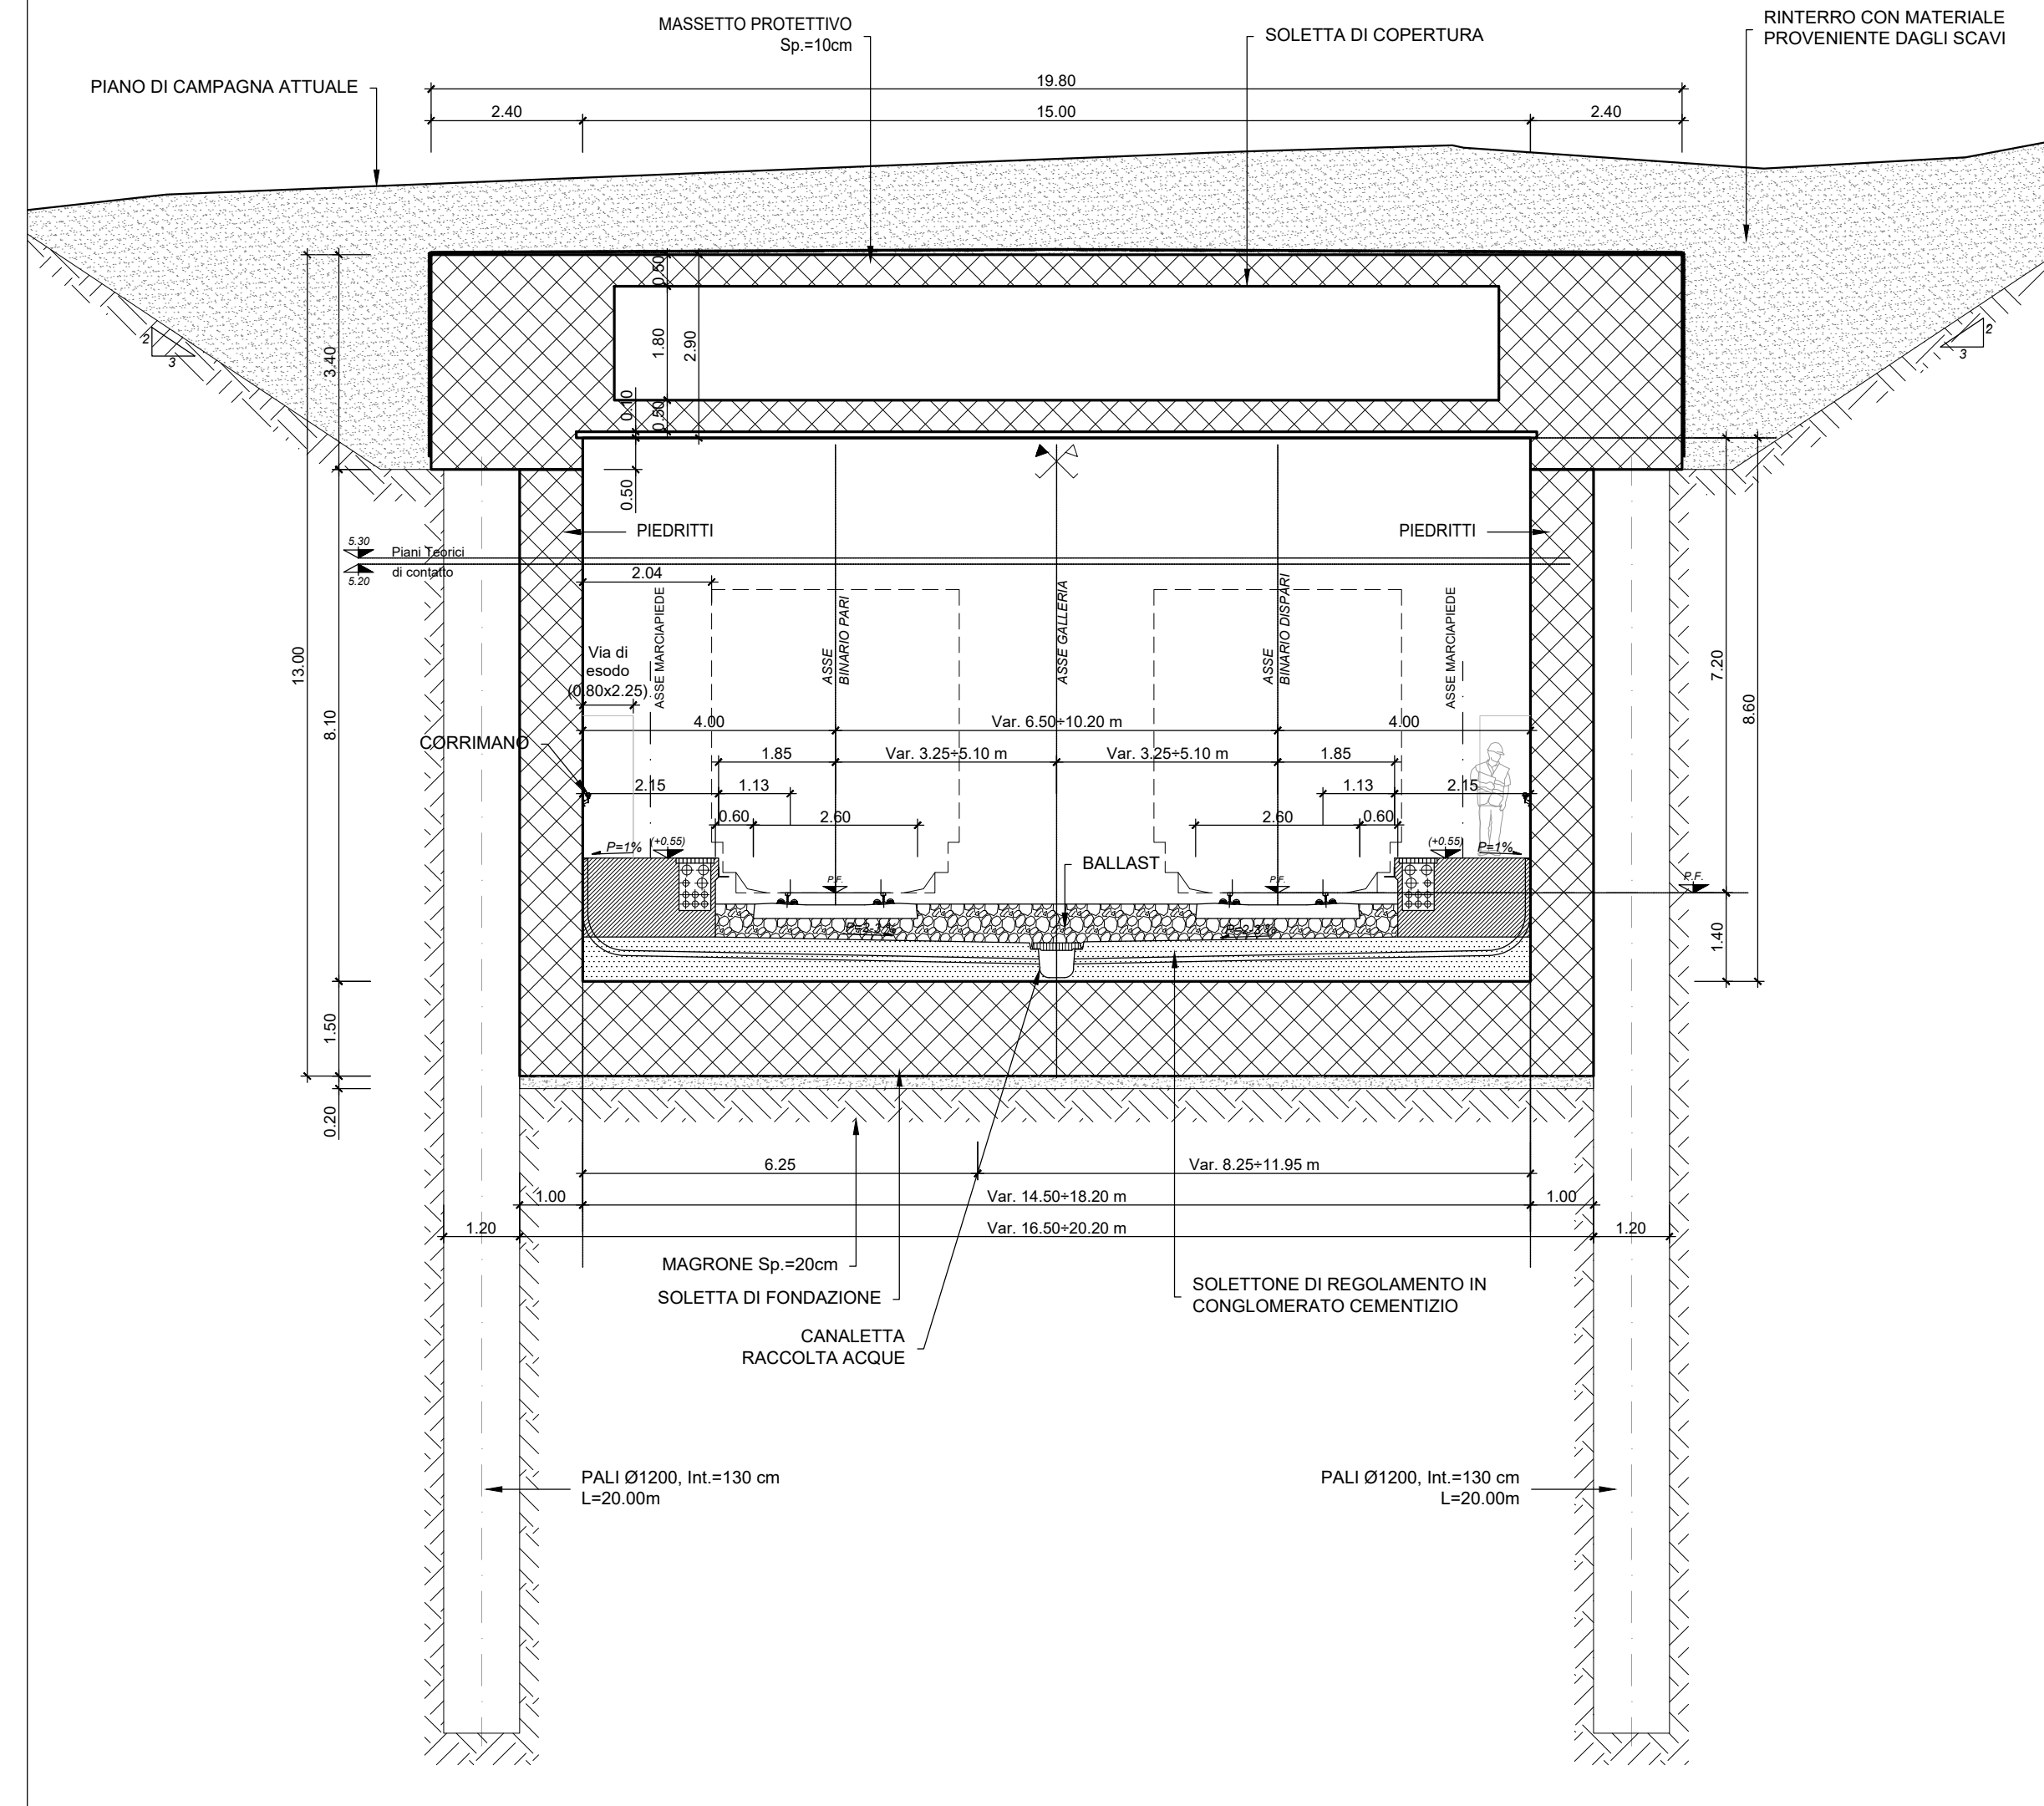 MASSETTO PROTETTIVO
Sp.=10cm
SOLETTA DI COPERTURA
RINTERRO CON MATERIALE
PROVENIENTE DAGLI SCAVI
PIANO DI CAMPAGNA ATTUALE
19.80
2.40
15.00
2.40
0.50
1.80
2.90
0.10
0.50
0.50
2
3
2
3
3.40
13.00
8.10
1.50
0.20
7.20
8.60
1.40
PIEDRITTI
PIEDRITTI
5.30
Piani Teorici
5.20
di contatto
2.04
ASSE MARCIAPIEDE
ASSE
BINARIO PARI
ASSE GALLERIA
ASSE
BINARIO DISPARI
ASSE MARCIAPIEDE
Via di
esodo
(0.80x2.25)
4.00
Var. 6.50÷10.20 m
4.00
CORRIMANO
1.85
Var. 3.25÷5.10 m
Var. 3.25÷5.10 m
1.85
2.15
1.13
1.13
2.15
0.60
2.60
2.60
0.60
P=1%
(+0.55)
(+0.55)
P=1%
BALLAST
P.F.
P.F.
P.F.
6.25
Var. 8.25÷11.95 m
1.00
Var. 14.50÷18.20 m
1.00
1.20
Var. 16.50÷20.20 m
1.20
MAGRONE Sp.=20cm
SOLETTA DI FONDAZIONE
SOLETTONE DI REGOLAMENTO IN
CONGLOMERATO CEMENTIZIO
CANALETTA
RACCOLTA ACQUE
PALI Ø1200, Int.=130 cm
L=20.00m
PALI Ø1200, Int.=130 cm
L=20.00m